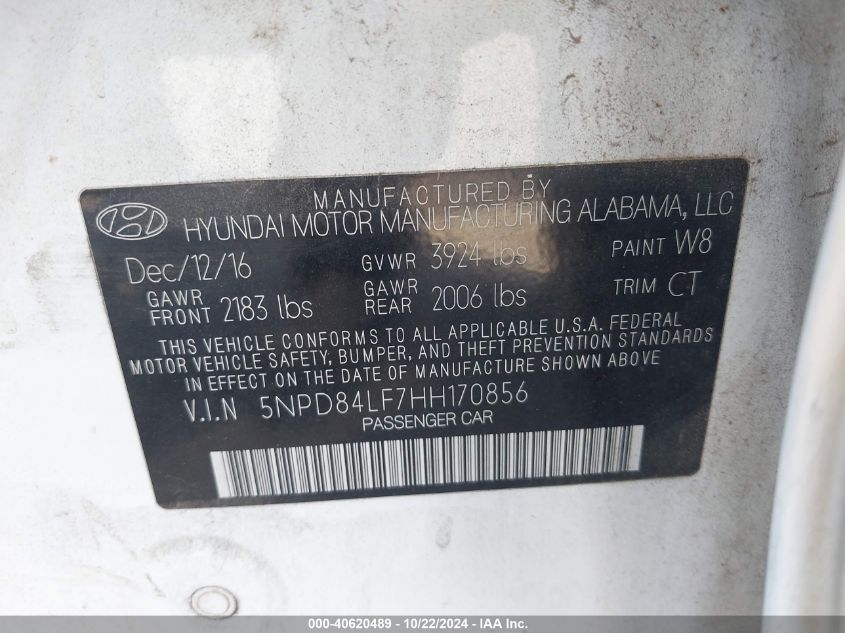 MANUFACTURED BY
HYUNDAI MOTOR MANUFACTURING ALABAMA, LLC
Dec/12/16 GVWR 3924 lbs PAINT W8
GAWR FRONT 2183 lbs GAWR REAR 2006 lbs TRIM CT
THIS VEHICLE CONFORMS TO ALL APPLICABLE U.S.A. FEDERAL
MOTOR VEHICLE SAFETY, BUMPER, AND THEFT PREVENTION STANDARDS
IN EFFECT ON THE DATE OF MANUFACTURE SHOWN ABOVE
V.I.N 5NPD84LF7HH170856
PASSENGER CAR
000-40620489 - 10/22/2024 - IAA Inc.